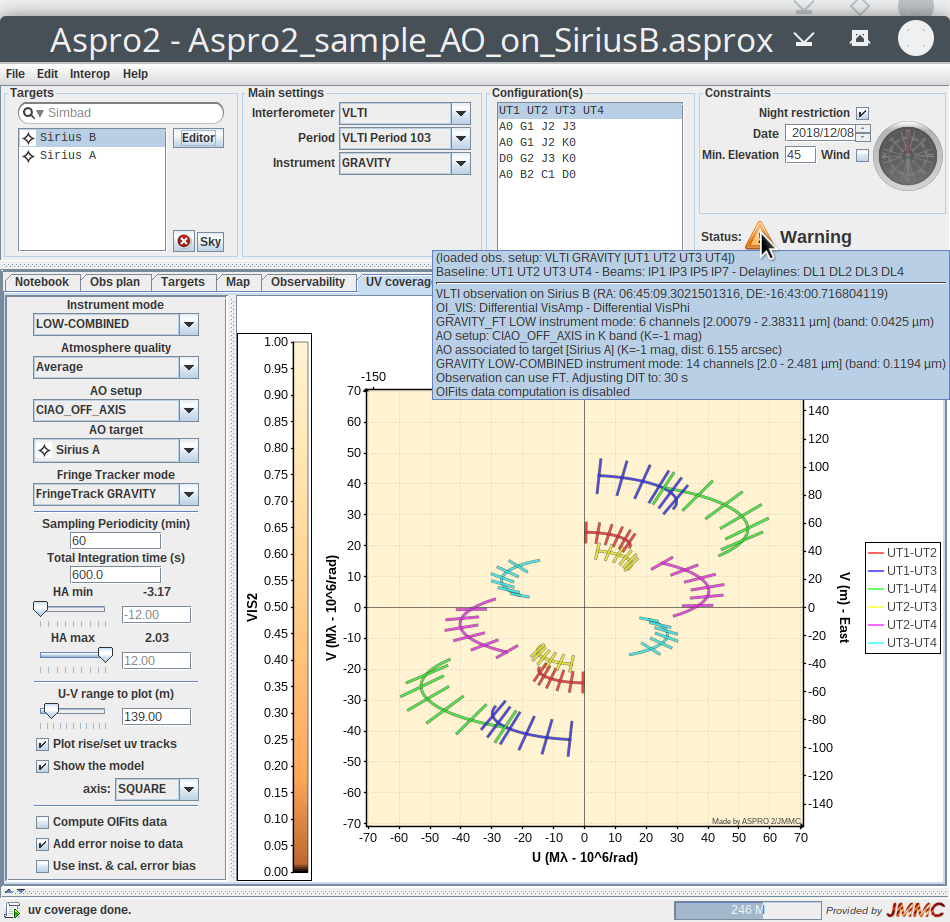 Aspro2 - Aspro2_sample_AO_on_SiriusB.asprox
File Edit Interop Help
Targets
Simbad
Sirius B
Sirius A
Editor
Sky
Main settings
Interferometer VLTI
Period VLTI Period 103
Instrument GRAVITY
Configuration(s)
UT1 UT2 UT3 UT4
A0 G1 J2 J3
A0 G1 J2 K0
D0 G2 J3 K0
A0 B2 C1 D0
Constraints
Night restriction
Date 2018/12/08
Min. Elevation 45 Wind
Status: Warning
(loaded obs. setup: VLTI GRAVITY [UT1 UT2 UT3 UT4])
Baseline: UT1 UT2 UT3 UT4 - Beams: IP1 IP3 IP5 IP7 - Delaylines: DL1 DL2 DL3 DL4
VLTI observation on Sirius B (RA: 06:45:09.3021501316, DE:-16:43:00.716804119)
OI_VIS: Differential VisAmp - Differential VisPhi
GRAVITY_FT LOW instrument mode: 6 channels [2.00079 - 2.38311 µm] (band: 0.0425 µm)
AO setup: CIAO_OFF_AXIS in K band (K=-1 mag)
AO associated to target [Sirius A] (K=-1 mag, dist: 6.155 arcsec)
GRAVITY LOW-COMBINED instrument mode: 14 channels [2.0 - 2.481 µm] (band: 0.1194 µm)
Observation can use FT. Adjusting DIT to: 30 s
OIFits data computation is disabled
Notebook Obs plan Targets Map Observability UV coverag
Instrument mode
LOW-COMBINED
Atmosphere quality
Average
AO setup
CIAO_OFF_AXIS
AO target
Sirius A
Fringe Tracker mode
FringeTrack GRAVITY
Sampling Periodicity (min)
60
Total Integration time (s)
600.0
HA min -3.17
-12.00
HA max 2.03
12.00
U-V range to plot (m)
139.00
Plot rise/set uv tracks
Show the model
axis: SQUARE
Compute OIFits data
Add error noise to data
Use inst. & cal. error bias
VIS2
1.00
0.95
0.90
0.85
0.80
0.75
0.70
0.65
0.60
0.55
0.50
0.45
0.40
0.35
0.30
0.25
0.20
0.15
0.10
0.05
0.00
-150
V (Mλ - 10^6/rad)
70
60
50
40
30
20
10
0
-10
-20
-30
-40
-50
-60
-70
-70 -60 -50 -40 -30 -20 -10 0 10 20 30 40 50 60 70
U (Mλ - 10^6/rad)
Made by ASPRO 2/JMMC
140
120
100
80
60
40
20
0
-20
-40
-60
-80
-100
-120
-140
V (m) - East
UT1-UT2
UT1-UT3
UT1-UT4
UT2-UT3
UT2-UT4
UT3-UT4
uv coverage done.
246 M
Provided by JMMC